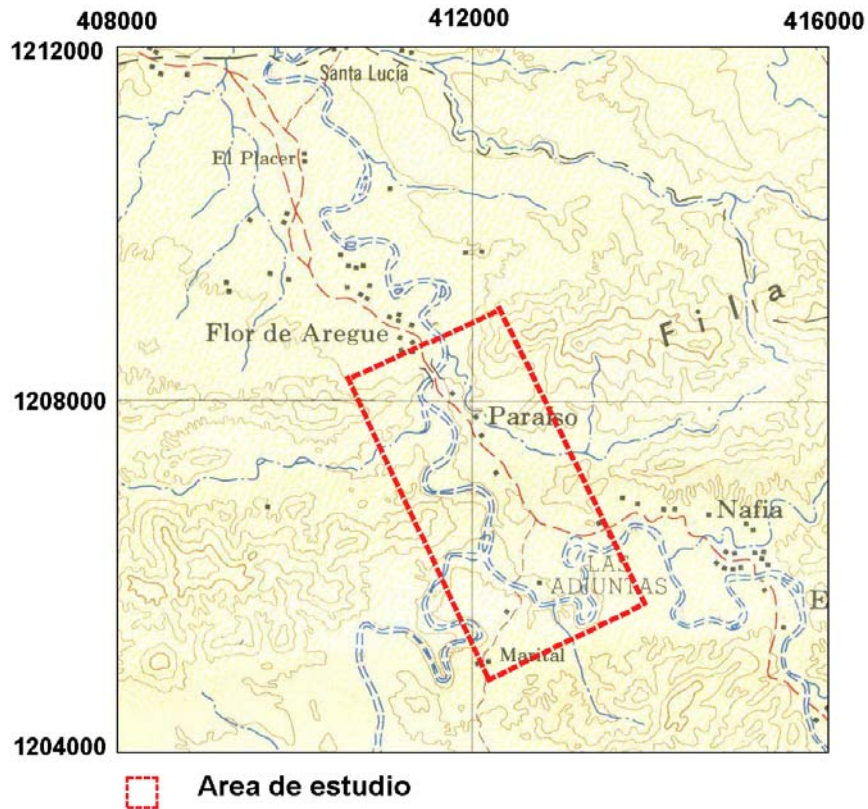 408000 412000 416000
1212000
Santa Lucia
El Placer
Fila
Flor de Aregue
1208000
Paraiso
Nafia
LAS
ADJUNTAS
E
Marital
1204000
Area de estudio